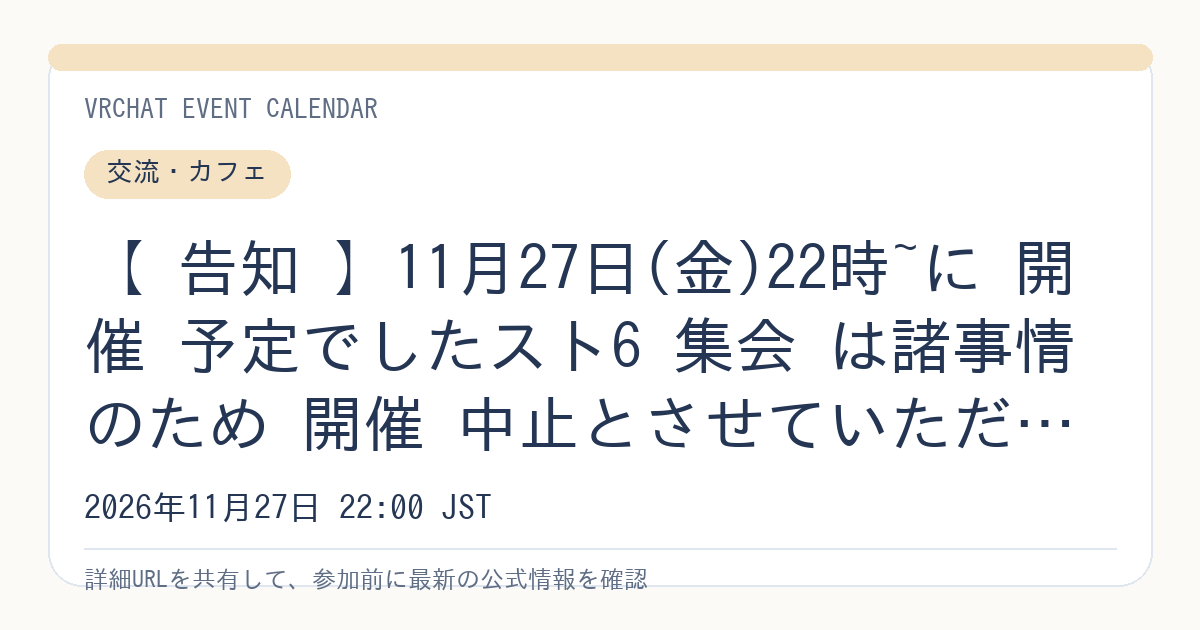 VRCHAT EVENT CALENDAR
交流・カフェ
【 告知 】11月27日(金)22時~に 開
催 予定でしたスト6 集会 は諸事情
のため 開催 中止とさせていただ…
2026年11月27日 22:00 JST
詳細URLを共有して、参加前に最新の公式情報を確認